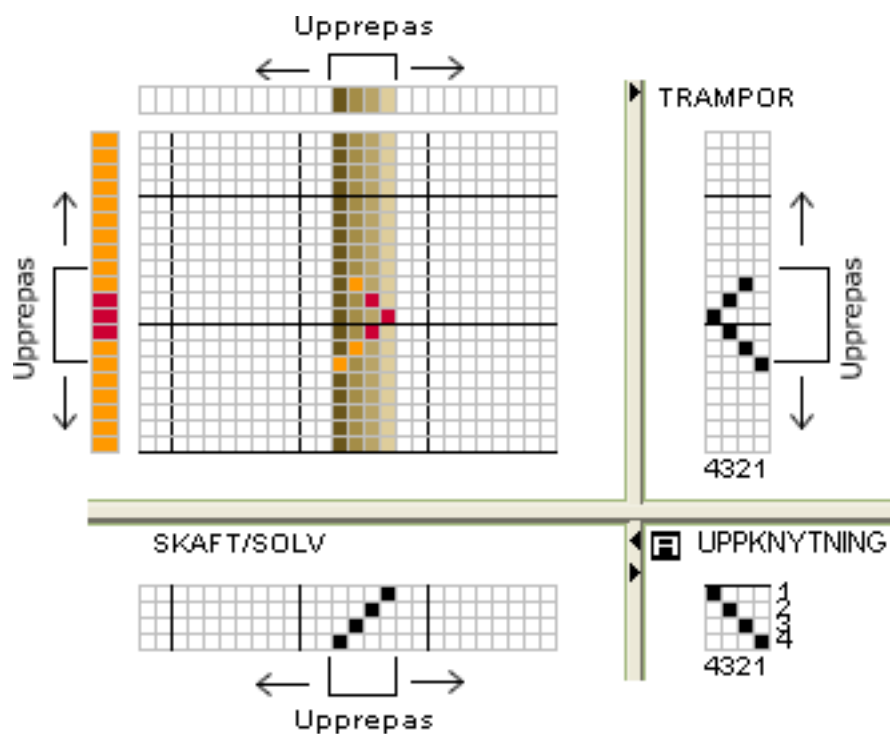 Upprepas
TRAMPOR
Upprepas
Upprepas
4321
SKAFT/SOLV
A UPPKNYTNING
1
2
3
4
4321
Upprepas